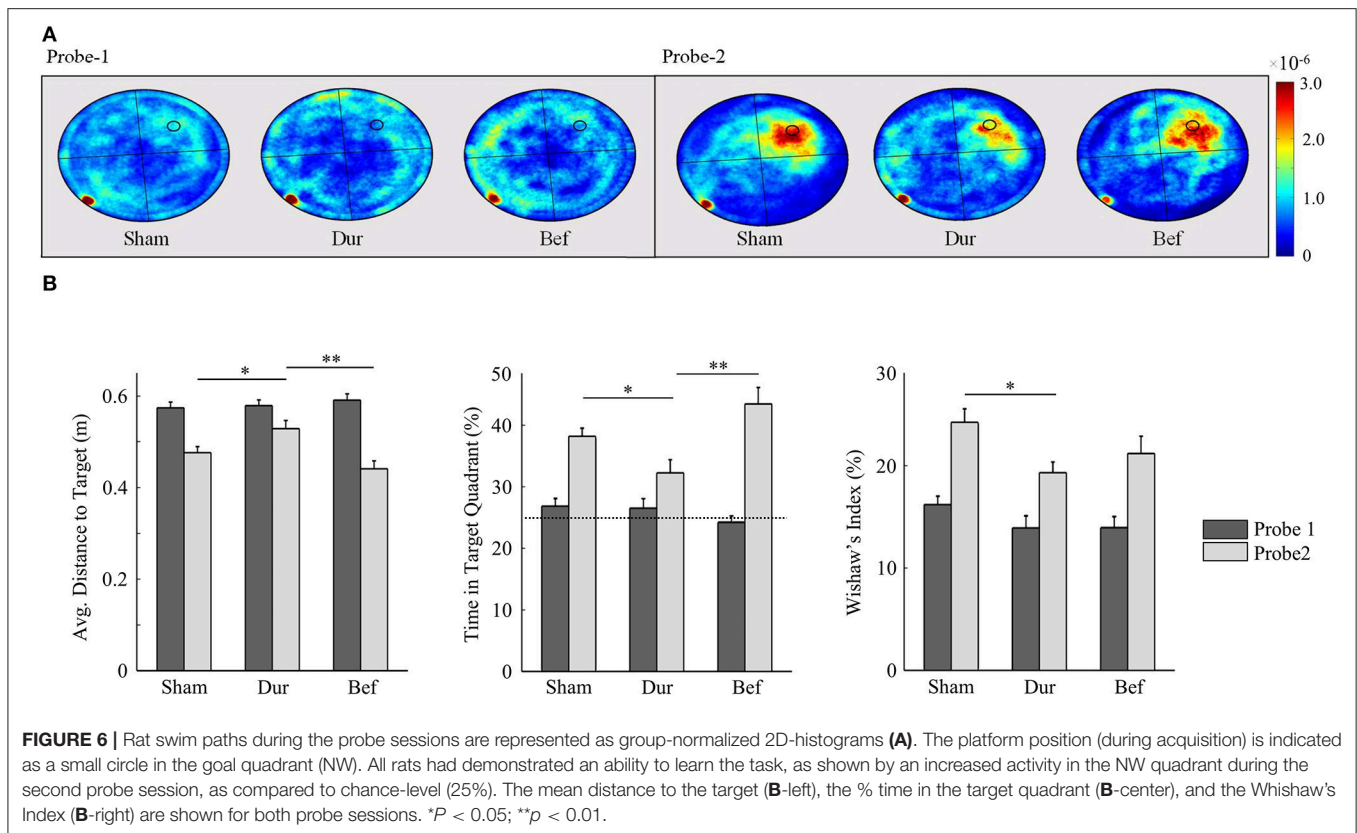 A
Probe-1
Probe-2
×10⁻⁶
3.0
2.0
1.0
0
Sham
Dur
Bef
Sham
Dur
Bef
B
Avg. Distance to Target (m)
0.6
0.4
0.2
0
*
**
Sham
Dur
Bef
Time in Target Quadrant (%)
50
40
30
20
10
0
*
**
Sham
Dur
Bef
Wishaw's Index (%)
30
20
10
0
*
Sham
Dur
Bef
Probe 1
Probe2
FIGURE 6 | Rat swim paths during the probe sessions are represented as group-normalized 2D-histograms (A). The platform position (during acquisition) is indicated
as a small circle in the goal quadrant (NW). All rats had demonstrated an ability to learn the task, as shown by an increased activity in the NW quadrant during the
second probe session, as compared to chance-level (25%). The mean distance to the target (B-left), the % time in the target quadrant (B-center), and the Whishaw's
Index (B-right) are shown for both probe sessions. *P < 0.05; **p < 0.01.